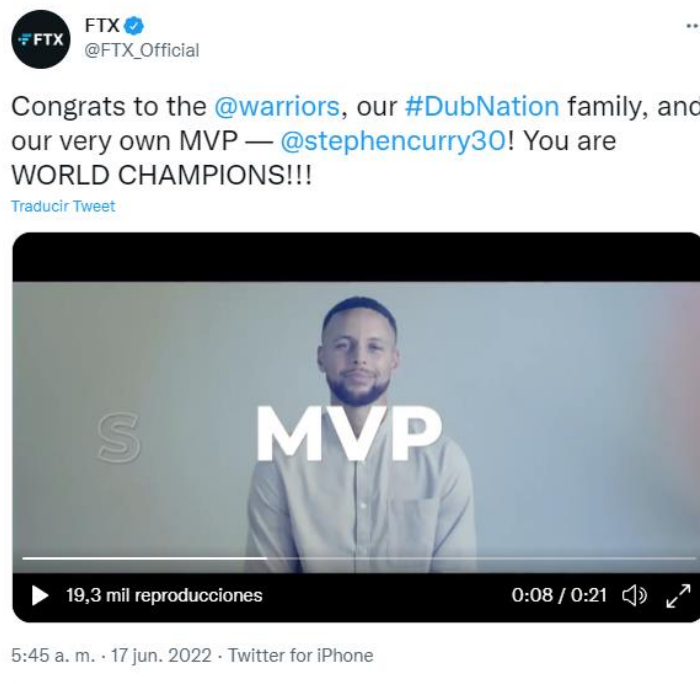 FTX
FTX
@FTX_Official
Congrats to the @warriors, our #DubNation family, and
our very own MVP — @stephencurry30! You are
WORLD CHAMPIONS!!!
Traducir Tweet
S
MVP
19,3 mil reproducciones
0:08 / 0:21
5:45 a. m. · 17 jun. 2022 · Twitter for iPhone